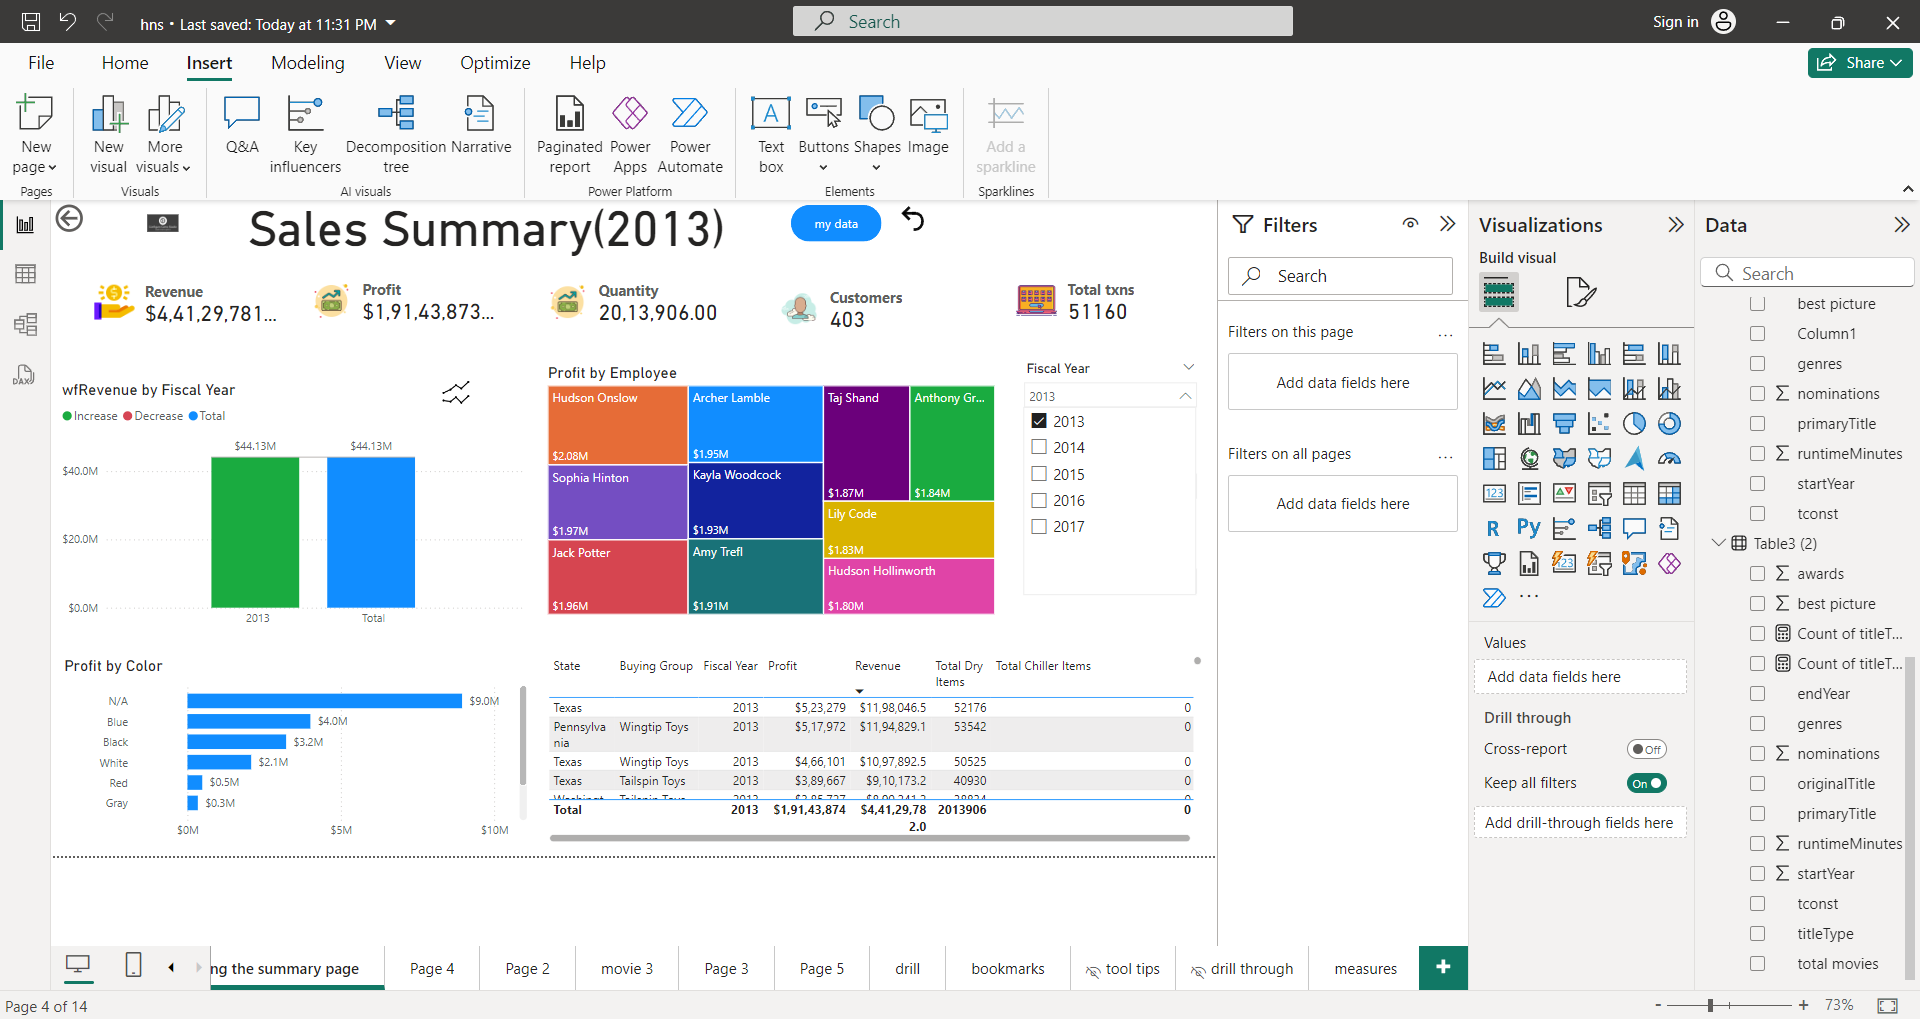 hns • Last saved: Today at 11:31 PM
Search
Sign in
File Home Insert Modeling View Optimize Help
Share
New page
New visual
More visuals
Q&A
Key influencers
Decomposition tree
Narrative
Paginated report
Power Apps
Power Automate
Text box
Buttons
Shapes
Image
Add a sparkline
Pages
Visuals
AI visuals
Power Platform
Elements
Sparklines
DAX
Sales Summary(2013)
my data
Revenue
$4,41,29,781...
Profit
$1,91,43,873...
Quantity
20,13,906.00
Customers
403
Total txns
51160
wfRevenue by Fiscal Year
Increase Decrease Total
$44.13M $44.13M
$40.0M
$20.0M
$0.0M
2013 Total
Profit by Employee
Hudson Onslow
$2.08M
Sophia Hinton
$1.97M
Jack Potter
$1.96M
Archer Lamble
$1.95M
Kayla Woodcock
$1.93M
Amy Trefl
$1.91M
Taj Shand
$1.87M
Anthony Gr...
$1.84M
Lily Code
$1.83M
Hudson Hollinworth
$1.80M
Fiscal Year
2013
2013
2014
2015
2016
2017
Profit by Color
N/A $9.0M
Blue $4.0M
Black $3.2M
White $2.1M
Red $0.5M
Gray $0.3M
$0M $5M $10M
State Buying Group Fiscal Year Profit Revenue Total Dry Items Total Chiller Items
Texas 2013 $5,23,279 $11,98,046.5 52176 0
Pennsylva nia Wingtip Toys 2013 $5,17,972 $11,94,829.1 53542 0
Texas Wingtip Toys 2013 $4,66,101 $10,97,892.5 50525 0
Texas Tailspin Toys 2013 $3,89,667 $9,10,173.2 40930 0
Total 2013 $1,91,43,874 $4,41,29,78 2.0 2013906 0
Filters
Search
Filters on this page
...
Add data fields here
Filters on all pages
...
Add data fields here
Visualizations
Build visual
123
R Py
123
...
Values
Add data fields here
Drill through
Cross-report Off
Keep all filters On
Add drill-through fields here
Data
Search
best picture
Column1
genres
∑ nominations
primaryTitle
∑ runtimeMinutes
startYear
tconst
Table3 (2)
∑ awards
∑ best picture
Count of titleT...
Count of titleT...
endYear
genres
∑ nominations
originalTitle
primaryTitle
∑ runtimeMinutes
∑ startYear
tconst
titleType
total movies
ng the summary page
Page 4
Page 2
movie 3
Page 3
Page 5
drill
bookmarks
tool tips
drill through
measures
+
Page 4 of 14
- + 73%